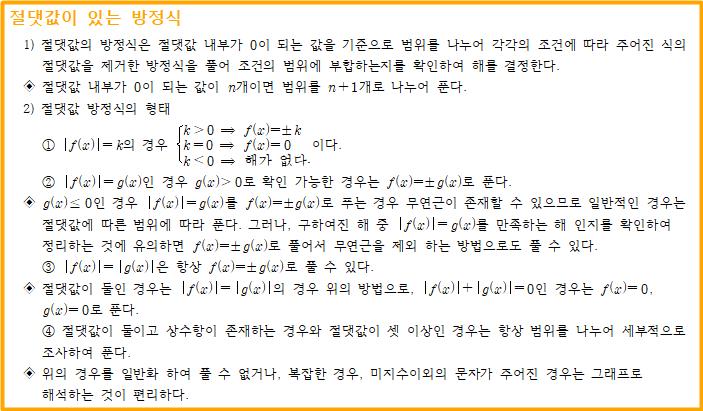 절댓값이 있는 방정식
1) 절댓값의 방정식은 절댓값 내부가 0이 되는 값을 기준으로 범위를 나누어 각각의 조건에 따라 주어진 식의
절댓값을 제거한 방정식을 풀어 조건의 범위에 부합하는지를 확인하여 해를 결정한다.
◈ 절댓값 내부가 0이 되는 값이 n개이면 범위를 n+1개로 나누어 푼다.
2) 절댓값 방정식의 형태
① |f(x)|=k의 경우 { k>0 ⇒ f(x)=±k
k=0 ⇒ f(x)=0 이다.
k<0 ⇒ 해가 없다.
② |f(x)|=g(x)인 경우 g(x)>0로 확인 가능한 경우는 f(x)=±g(x)로 푼다.
◈ g(x)≤0인 경우 |f(x)|=g(x)를 f(x)=±g(x)로 푸는 경우 무연근이 존재할 수 있으므로 일반적인 경우는
절댓값에 따른 범위에 따라 푼다. 그러나, 구하여진 해 중 |f(x)|=g(x)를 만족하는 해 인지를 확인하여
정리하는 것에 유의하면 f(x)=±g(x)로 풀어서 무연근을 제외 하는 방법으로도 풀 수 있다.
③ |f(x)|=|g(x)|은 항상 f(x)=±g(x)로 풀 수 있다.
◈ 절댓값이 둘인 경우는 |f(x)|=|g(x)|의 경우 위의 방법으로, |f(x)|+|g(x)|=0인 경우는 f(x)=0,
g(x)=0로 푼다.
④ 절댓값이 둘이고 상수항이 존재하는 경우와 절댓값이 셋 이상인 경우는 항상 범위를 나누어 세부적으로
조사하여 푼다.
◈ 위의 경우를 일반화 하여 풀 수 없거나, 복잡한 경우, 미지수이외의 문자가 주어진 경우는 그래프로
해석하는 것이 편리하다.